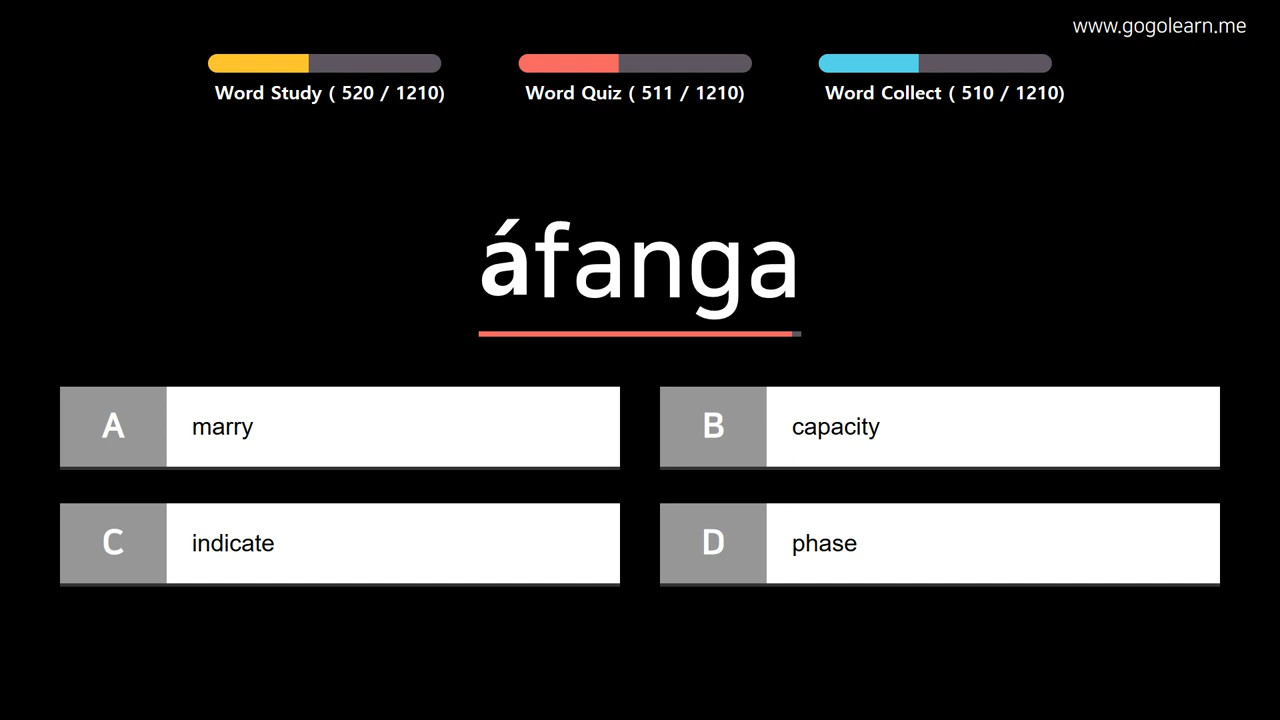 www.gogolearn.me
Word Study ( 520 / 1210)
Word Quiz ( 511 / 1210)
Word Collect ( 510 / 1210)
áfanga
A marry
B capacity
C indicate
D phase